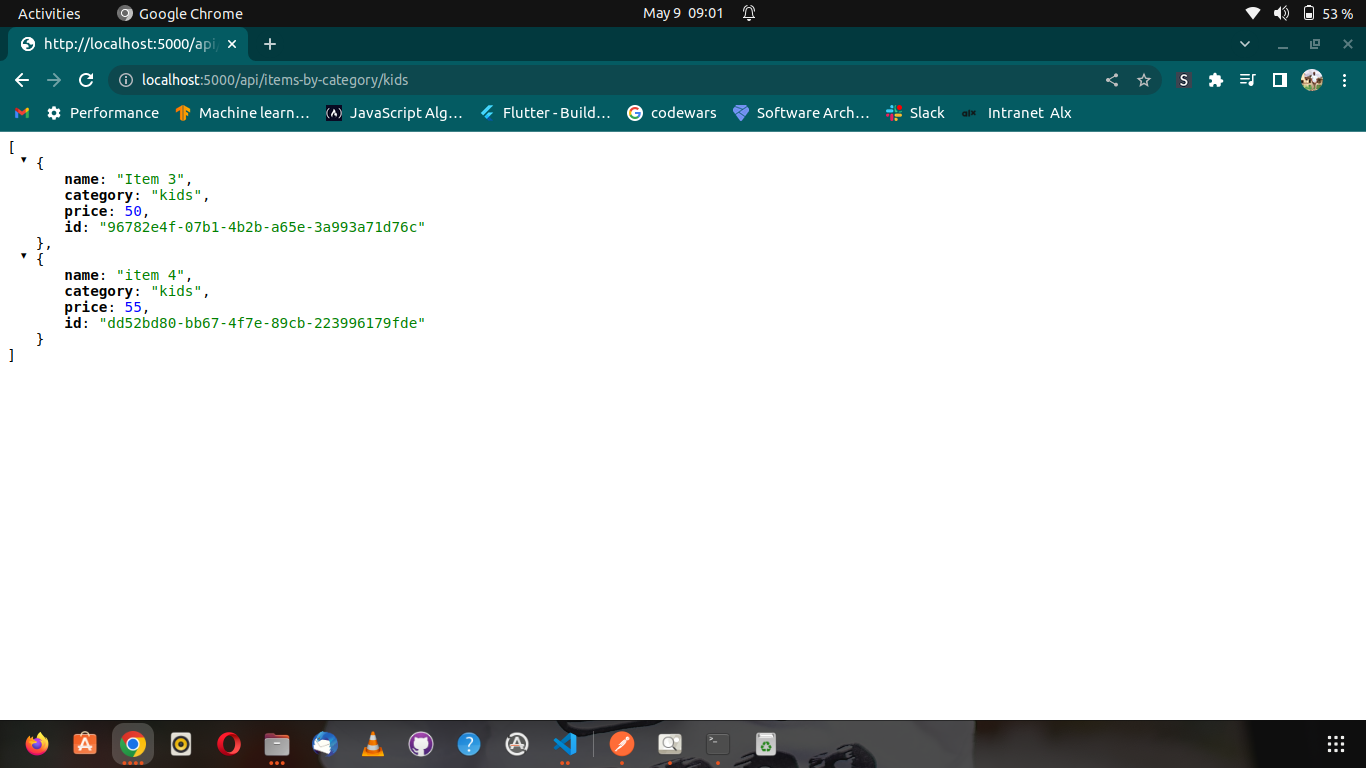 Activities Google Chrome May 9 09:01 53 %
http://localhost:5000/api/
localhost:5000/api/items-by-category/kids S
Performance Machine learn… JavaScript Alg… Flutter - Build… codewars Software Arch… Slack alx Intranet Alx
[
{
name: "Item 3",
category: "kids",
price: 50,
id: "96782e4f-07b1-4b2b-a65e-3a993a71d76c"
},
{
name: "item 4",
category: "kids",
price: 55,
id: "dd52bd80-bb67-4f7e-89cb-223996179fde"
}
]